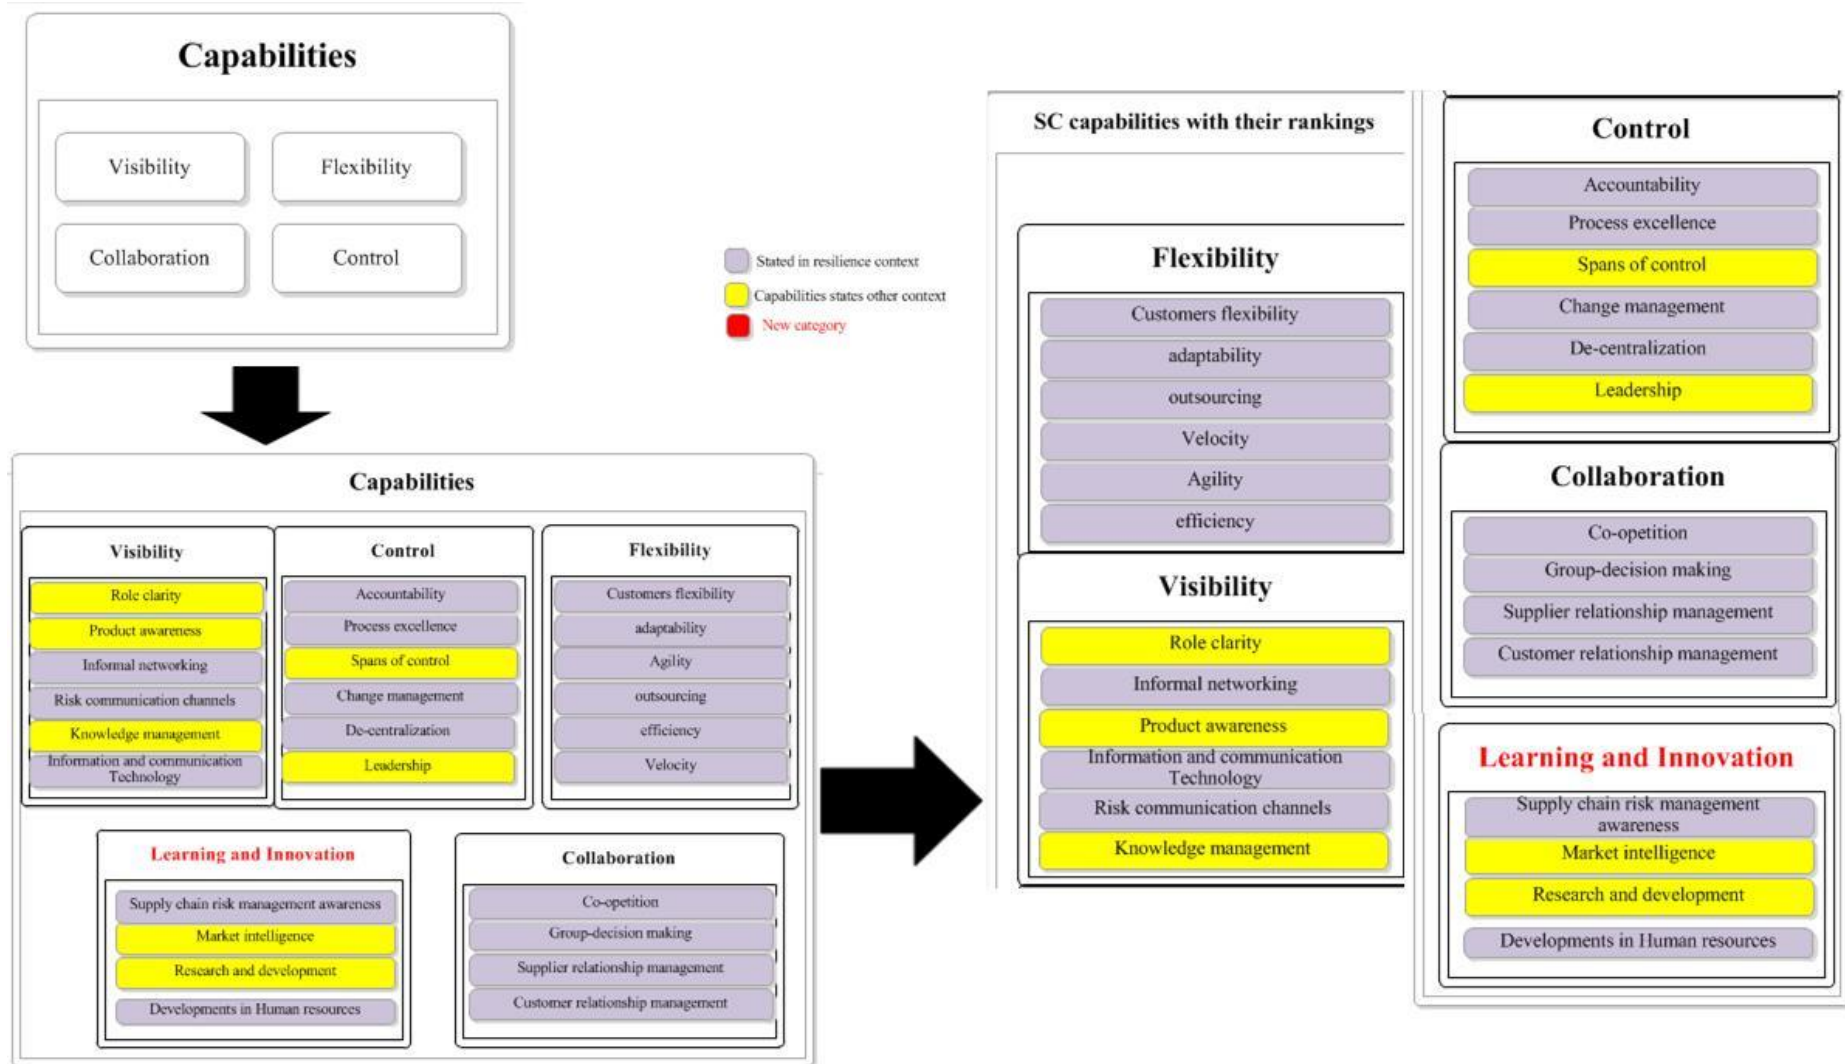 Capabilities
Visibility
Flexibility
Collaboration
Control
Stated in resilience context
Capabilities states other context
New category
Capabilities
Visibility
Role clarity
Product awareness
Informal networking
Risk communication channels
Knowledge management
Information and communication
Technology
Control
Accountability
Process excellence
Spans of control
Change management
De-centralization
Leadership
Flexibility
Customers flexibility
adaptability
Agility
outsourcing
efficiency
Velocity
Learning and Innovation
Supply chain risk management awareness
Market intelligence
Research and development
Developments in Human resources
Collaboration
Co-opetition
Group-decision making
Supplier relationship management
Customer relationship management
SC capabilities with their rankings
Flexibility
Customers flexibility
adaptability
outsourcing
Velocity
Agility
efficiency
Visibility
Role clarity
Informal networking
Product awareness
Information and communication
Technology
Risk communication channels
Knowledge management
Control
Accountability
Process excellence
Spans of control
Change management
De-centralization
Leadership
Collaboration
Co-opetition
Group-decision making
Supplier relationship management
Customer relationship management
Learning and Innovation
Supply chain risk management
awareness
Market intelligence
Research and development
Developments in Human resources